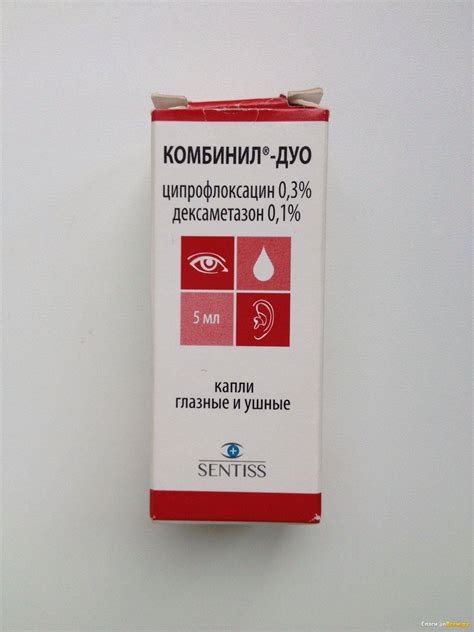 КОМБИНИЛ®-ДУО
ципрофлоксацин 0,3%
дексаметазон 0,1%
5 мл
капли
глазные и ушные
SENTISS